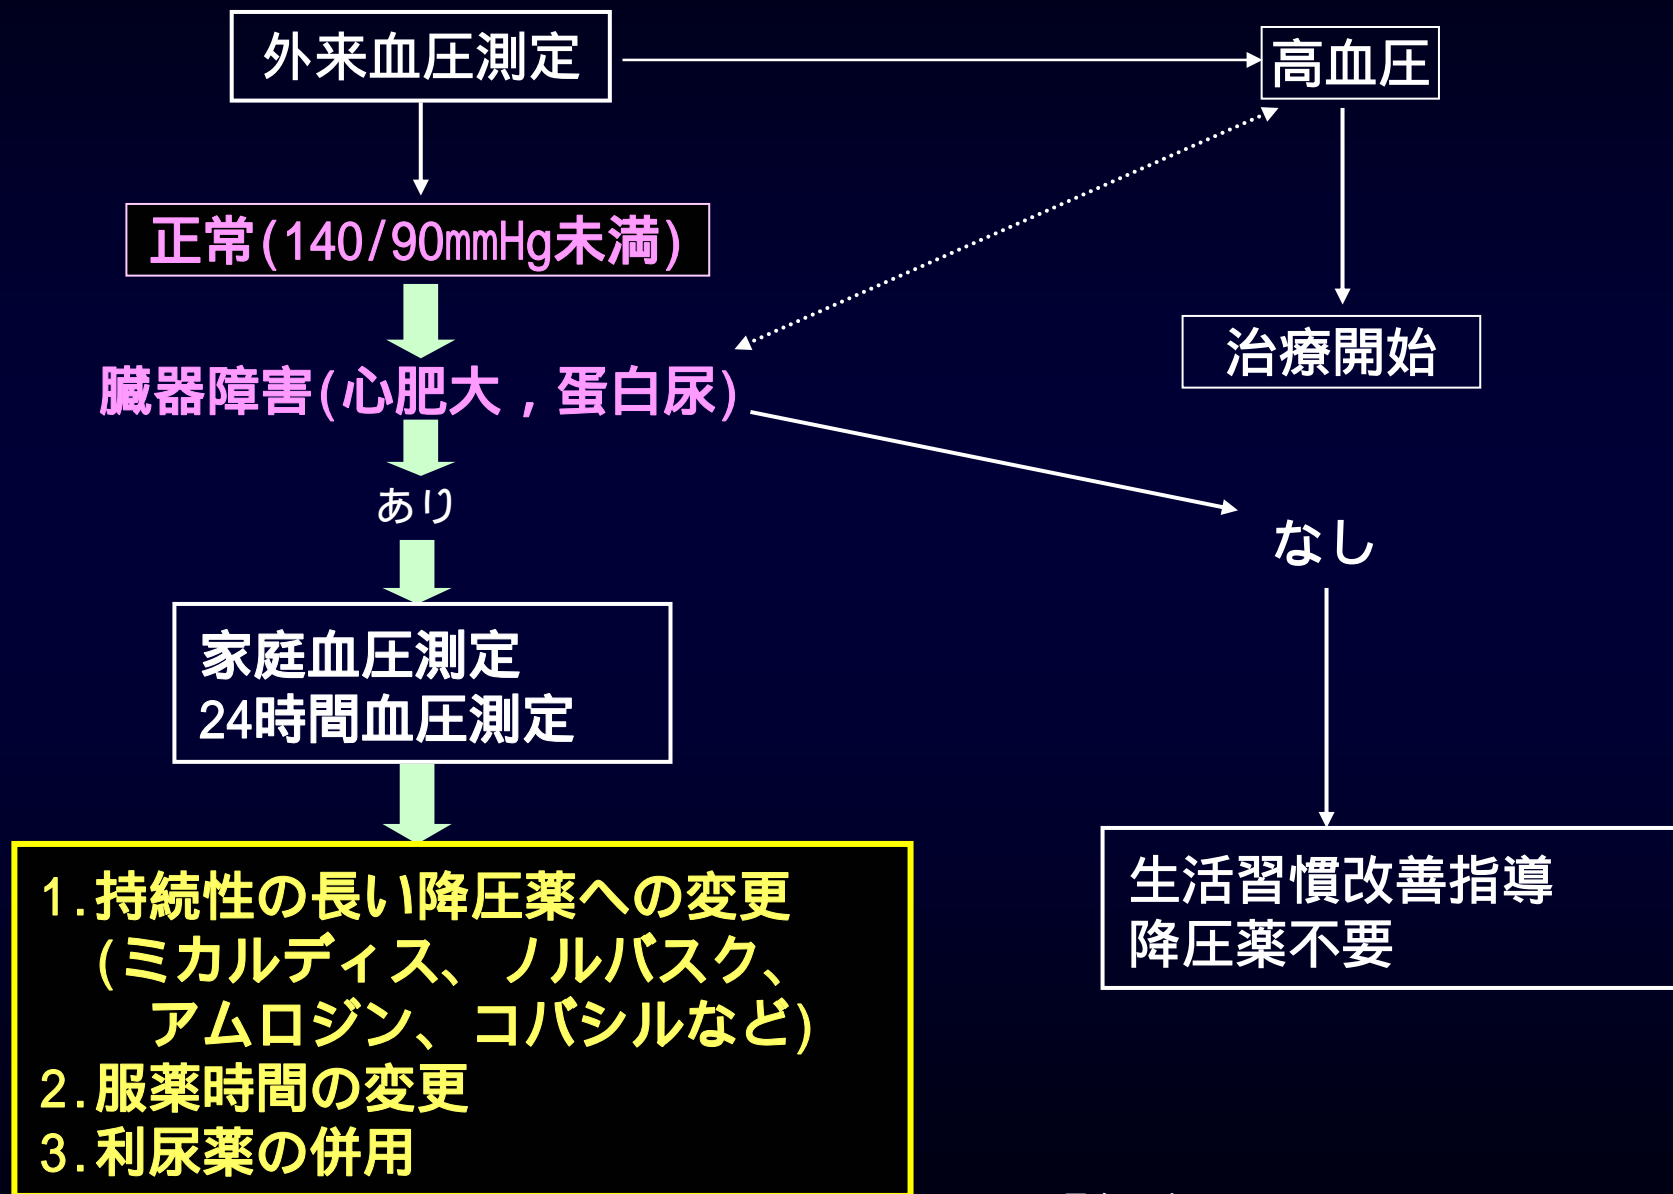 外来血圧測定
高血圧
正常(140/90mmHg未満)
治療開始
臓器障害(心肥大，蛋白尿)
あり
なし
家庭血圧測定
24時間血圧測定
1.持続性の長い降圧薬への変更
(ミカルディス、ノルバスク、
アムロジン、コバシルなど)
2.服薬時間の変更
3.利尿薬の併用
生活習慣改善指導
降圧薬不要